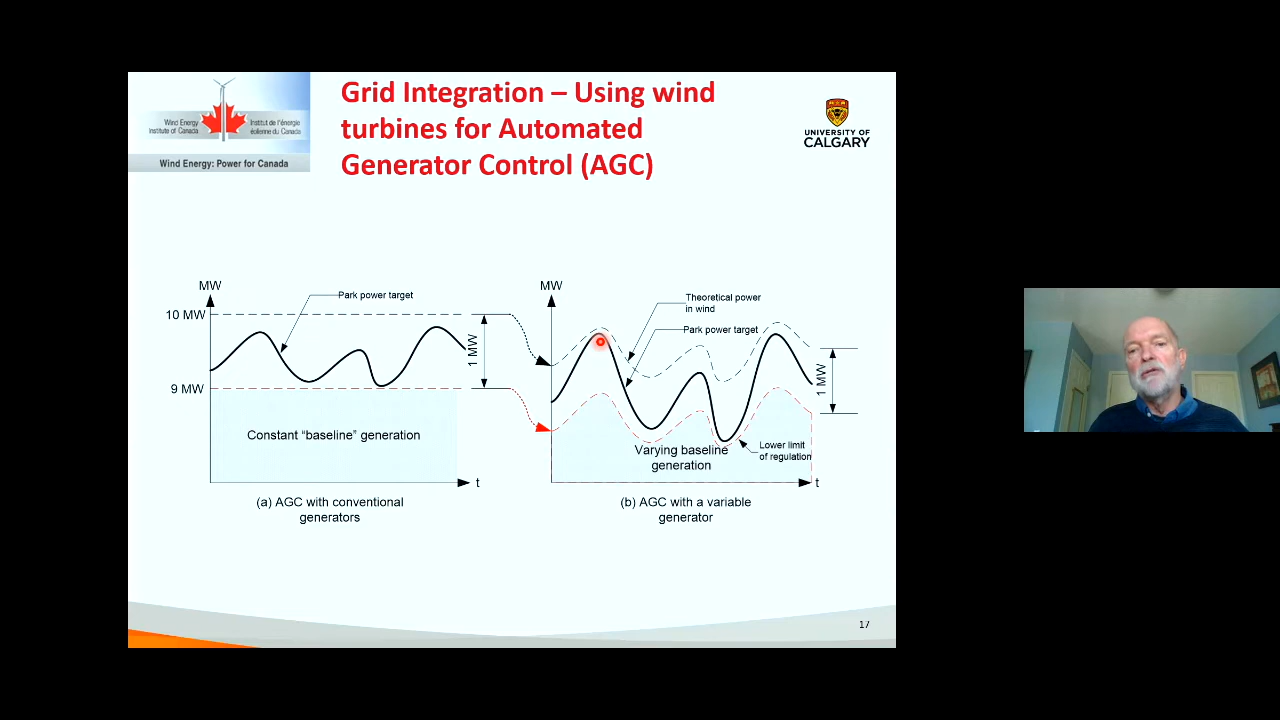 Wind Energy
Institute of Canada
Institut de l'énergie
éolienne du Canada
Wind Energy: Power for Canada
Grid Integration – Using wind
turbines for Automated
Generator Control (AGC)
UNIVERSITY OF
CALGARY
MW
10 MW
9 MW
Park power target
1 MW
Constant “baseline” generation
t
(a) AGC with conventional
generators
MW
Theoretical power
in wind
Park power target
1 MW
Varying baseline
generation
Lower limit
of regulation
t
(b) AGC with a variable
generator
17